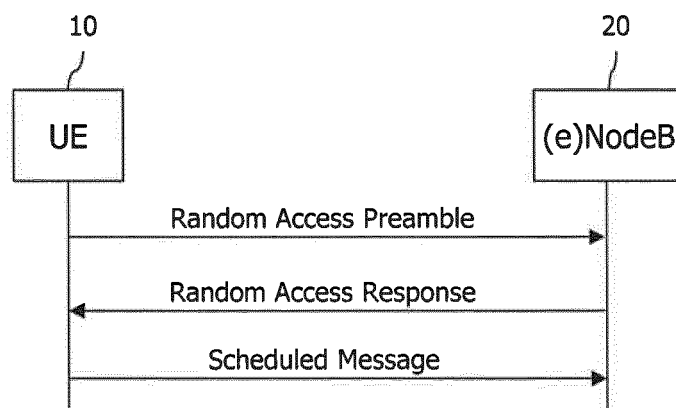 10
20
UE
(e)NodeB
Random Access Preamble
Random Access Response
Scheduled Message